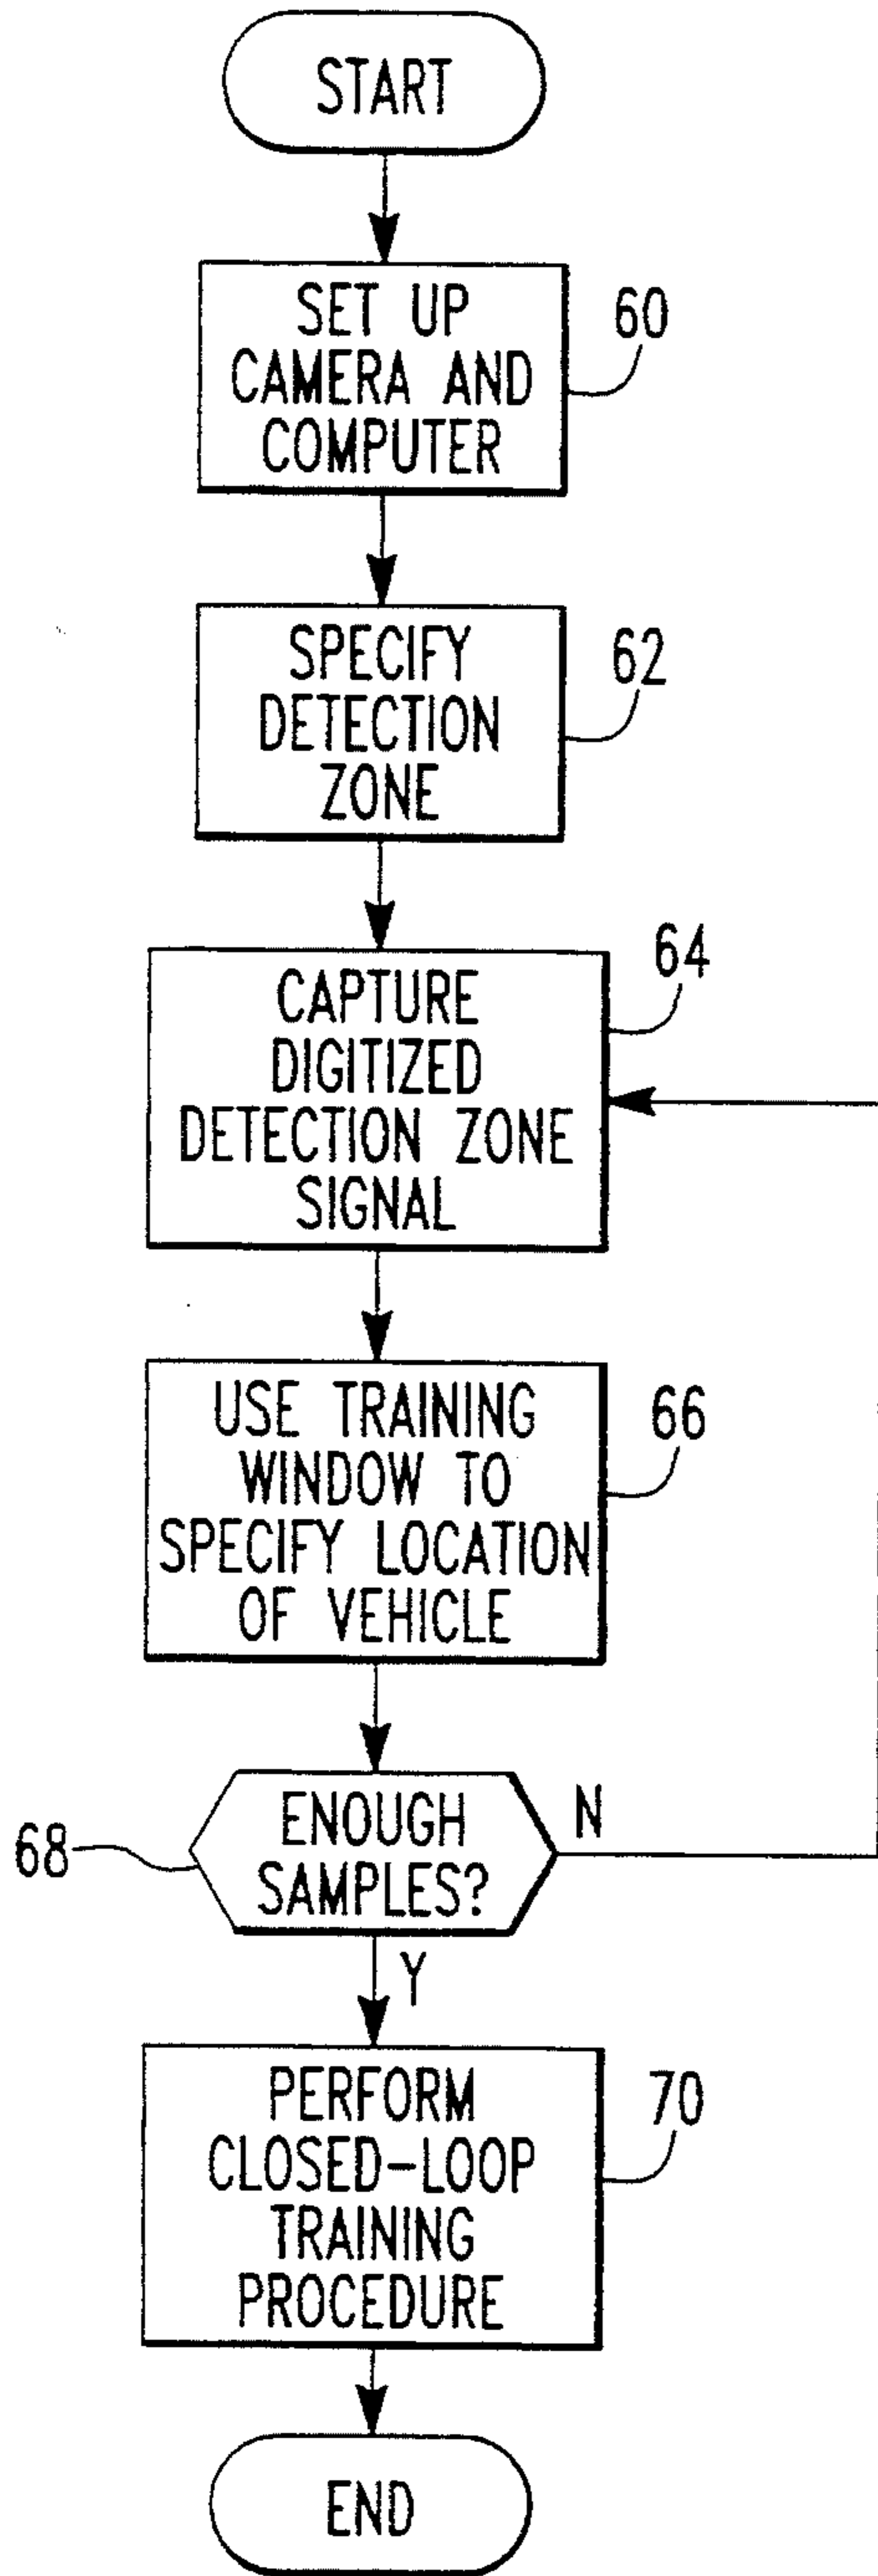 START
SET UP
CAMERA AND
COMPUTER
60
SPECIFY
DETECTION
ZONE
62
CAPTURE
DIGITIZED
DETECTION ZONE
SIGNAL
64
USE TRAINING
WINDOW TO
SPECIFY LOCATION
OF VEHICLE
66
ENOUGH
SAMPLES?
68
N
Y
PERFORM
CLOSED-LOOP
TRAINING
PROCEDURE
70
END